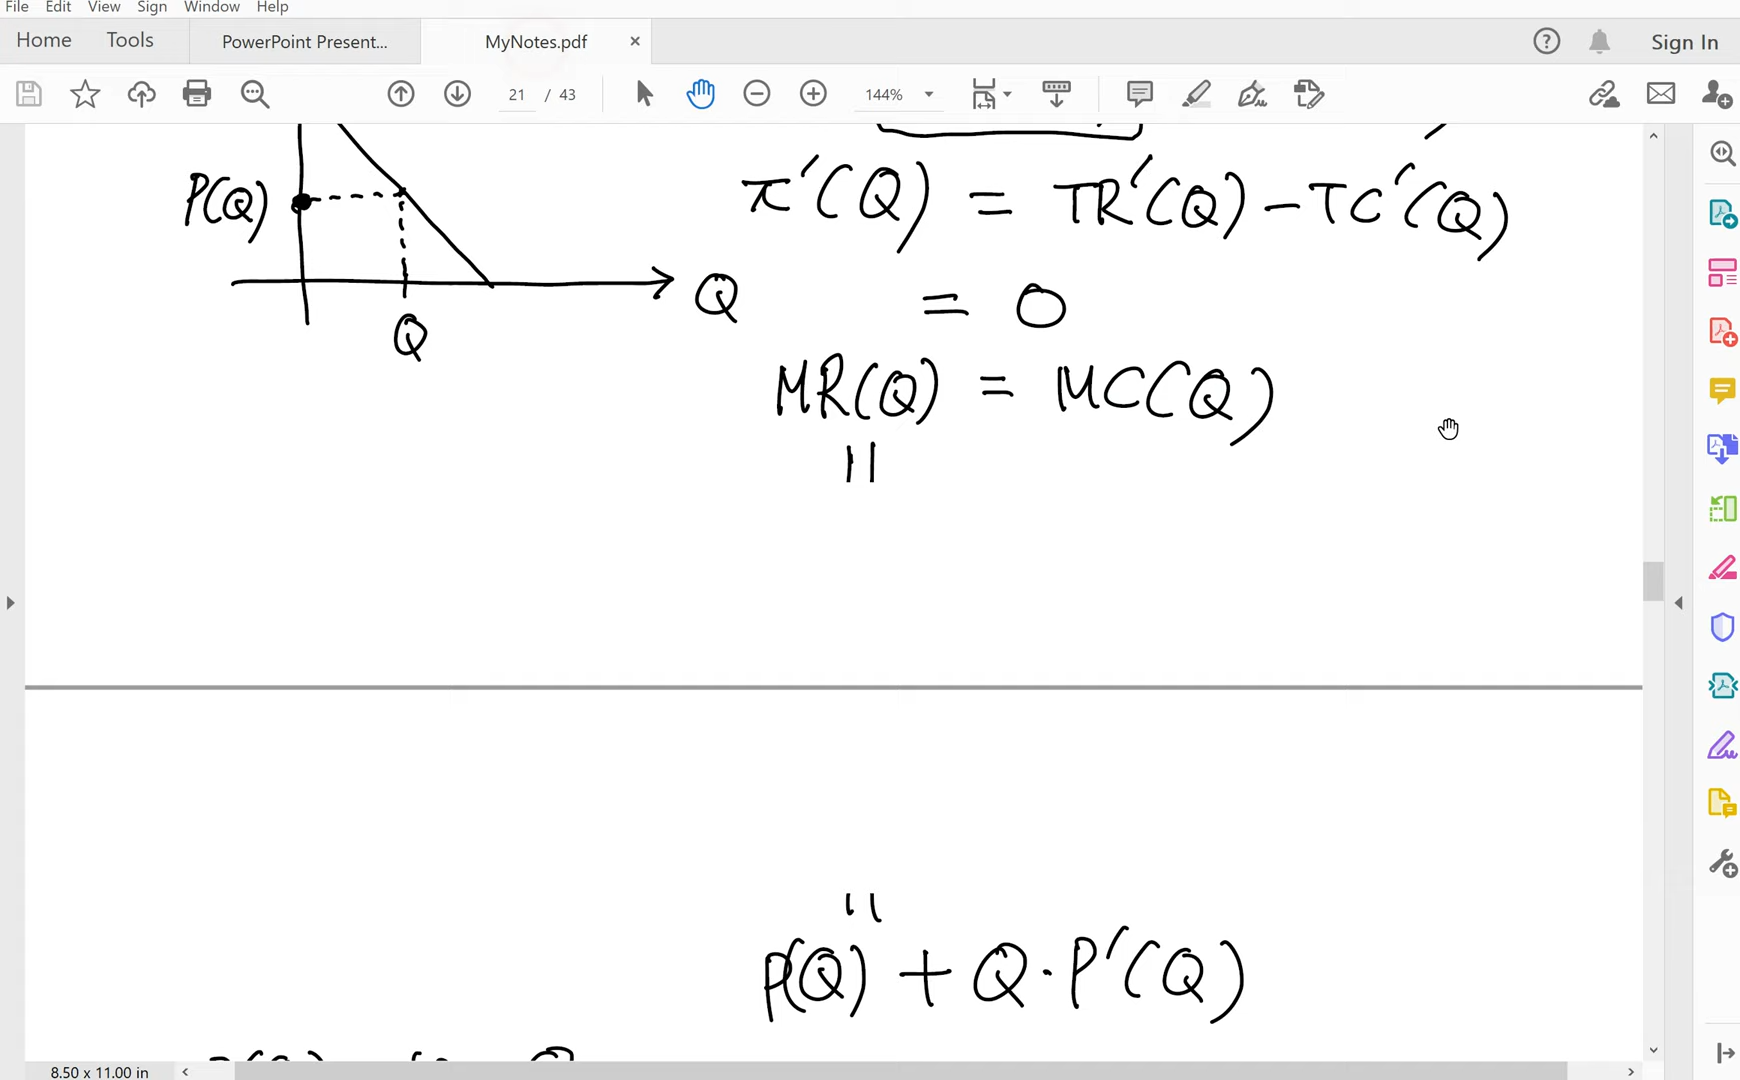 File Edit View Sign Window Help
Home Tools PowerPoint Present... MyNotes.pdf × Sign In
21 / 43 144%
P(Q)
Q
Q
π′(Q) = TR′(Q) - TC′(Q)
= 0
MR(Q) = MC(Q)
||
||
P(Q) + Q · P′(Q)
8.50 x 11.00 in